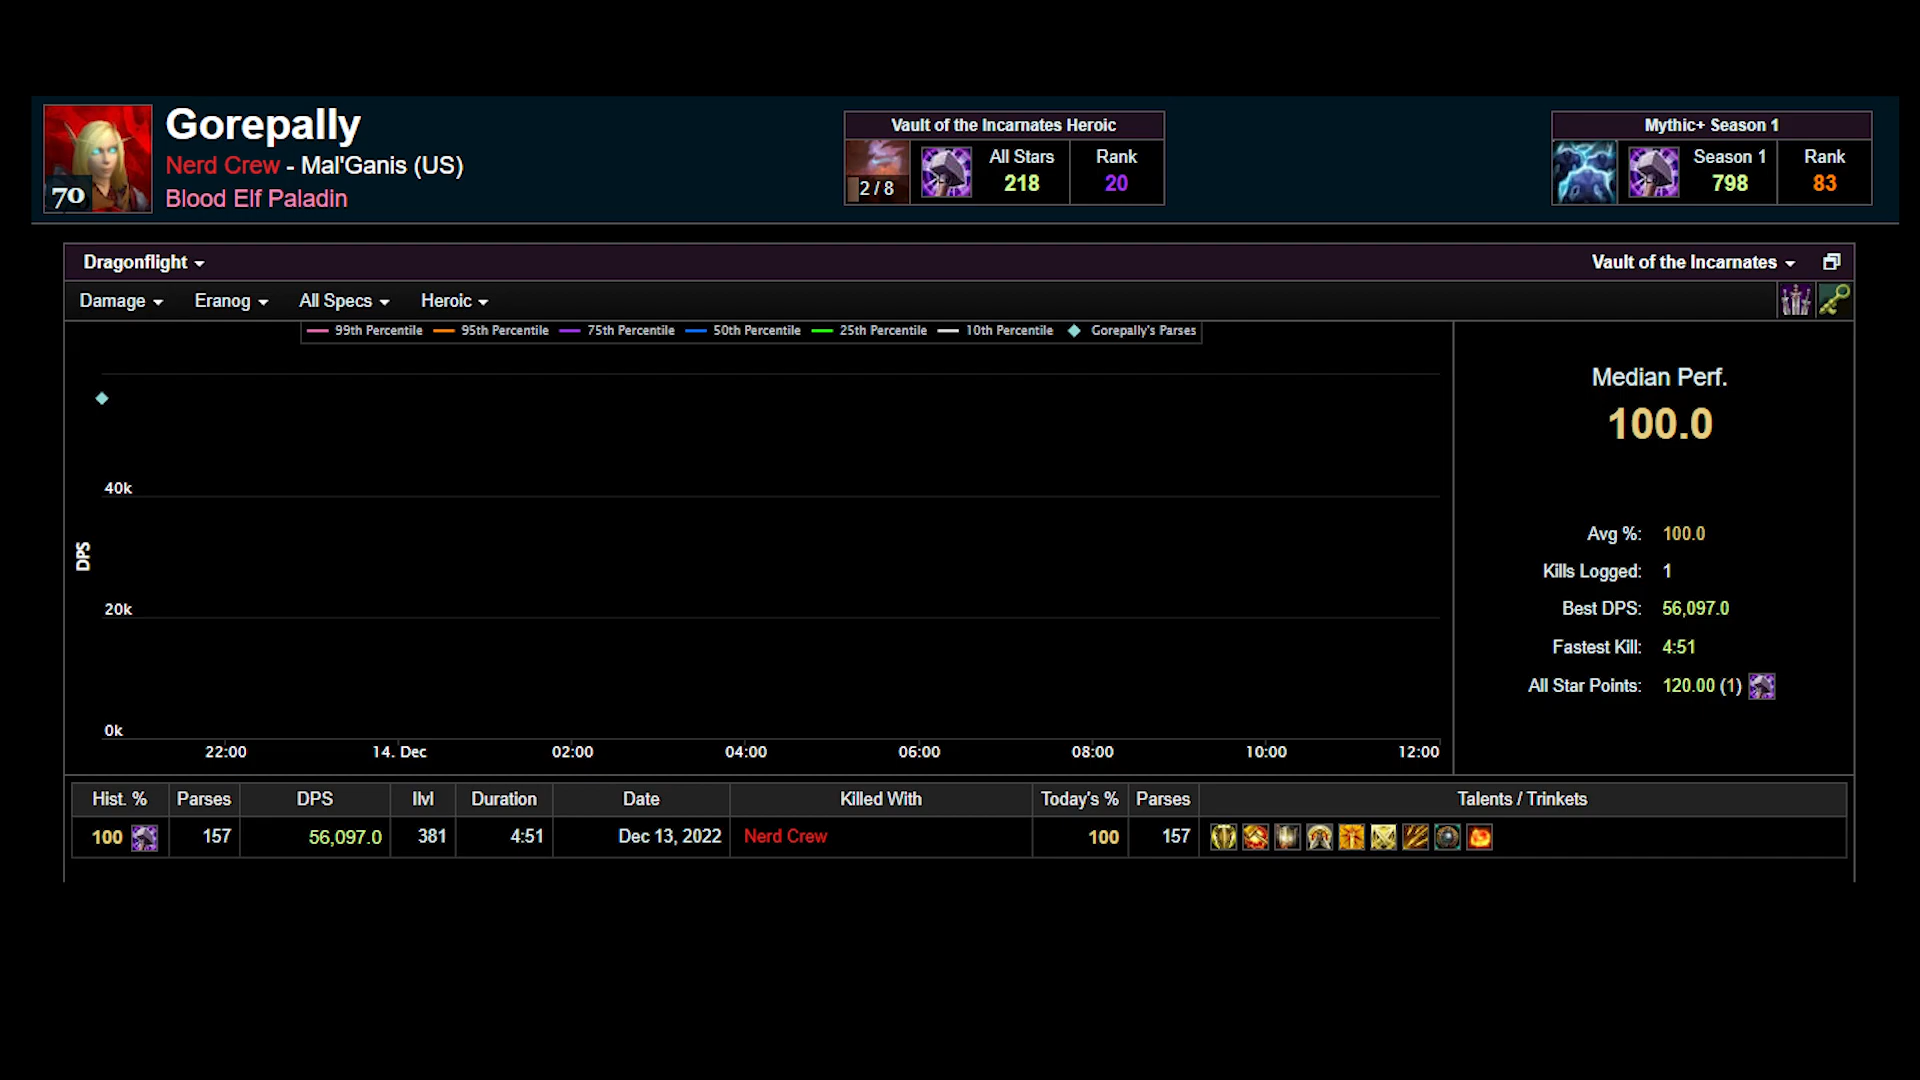 Gorepally
Nerd Crew - Mal'Ganis (US)
Blood Elf Paladin
70
Vault of the Incarnates Heroic
2 / 8
All Stars
218
Rank
20
Mythic+ Season 1
Season 1
798
Rank
83
Dragonflight
Vault of the Incarnates
Damage Eranog All Specs Heroic
99th Percentile 95th Percentile 75th Percentile 50th Percentile 25th Percentile 10th Percentile Gorepally's Parses
DPS
40k
20k
0k
22:00 14. Dec 02:00 04:00 06:00 08:00 10:00 12:00
Median Perf.
100.0
Avg %: 100.0
Kills Logged: 1
Best DPS: 56,097.0
Fastest Kill: 4:51
All Star Points: 120.00 (1)
Hist. % Parses DPS Ilvl Duration Date Killed With Today's % Parses Talents / Trinkets
100 157 56,097.0 381 4:51 Dec 13, 2022 Nerd Crew 100 157